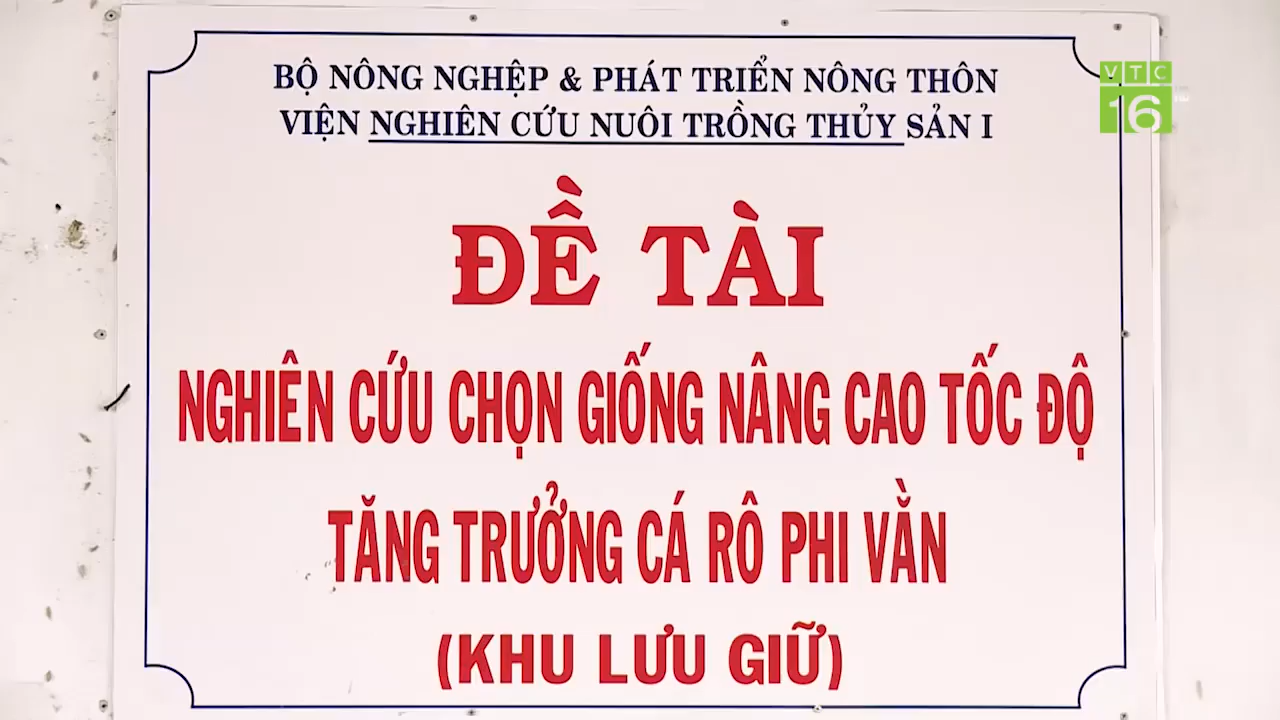 BỘ NÔNG NGHỆP & PHÁT TRIỂN NÔNG THÔN
VIỆN NGHIÊN CỨU NUÔI TRỒNG THỦY SẢN I
VTC
16
ĐỀ TÀI
NGHIÊN CỨU CHỌN GIỐNG NÂNG CAO TỐC ĐỘ
TĂNG TRƯỞNG CÁ RÔ PHI VẰN
(KHU LƯU GIỮ)